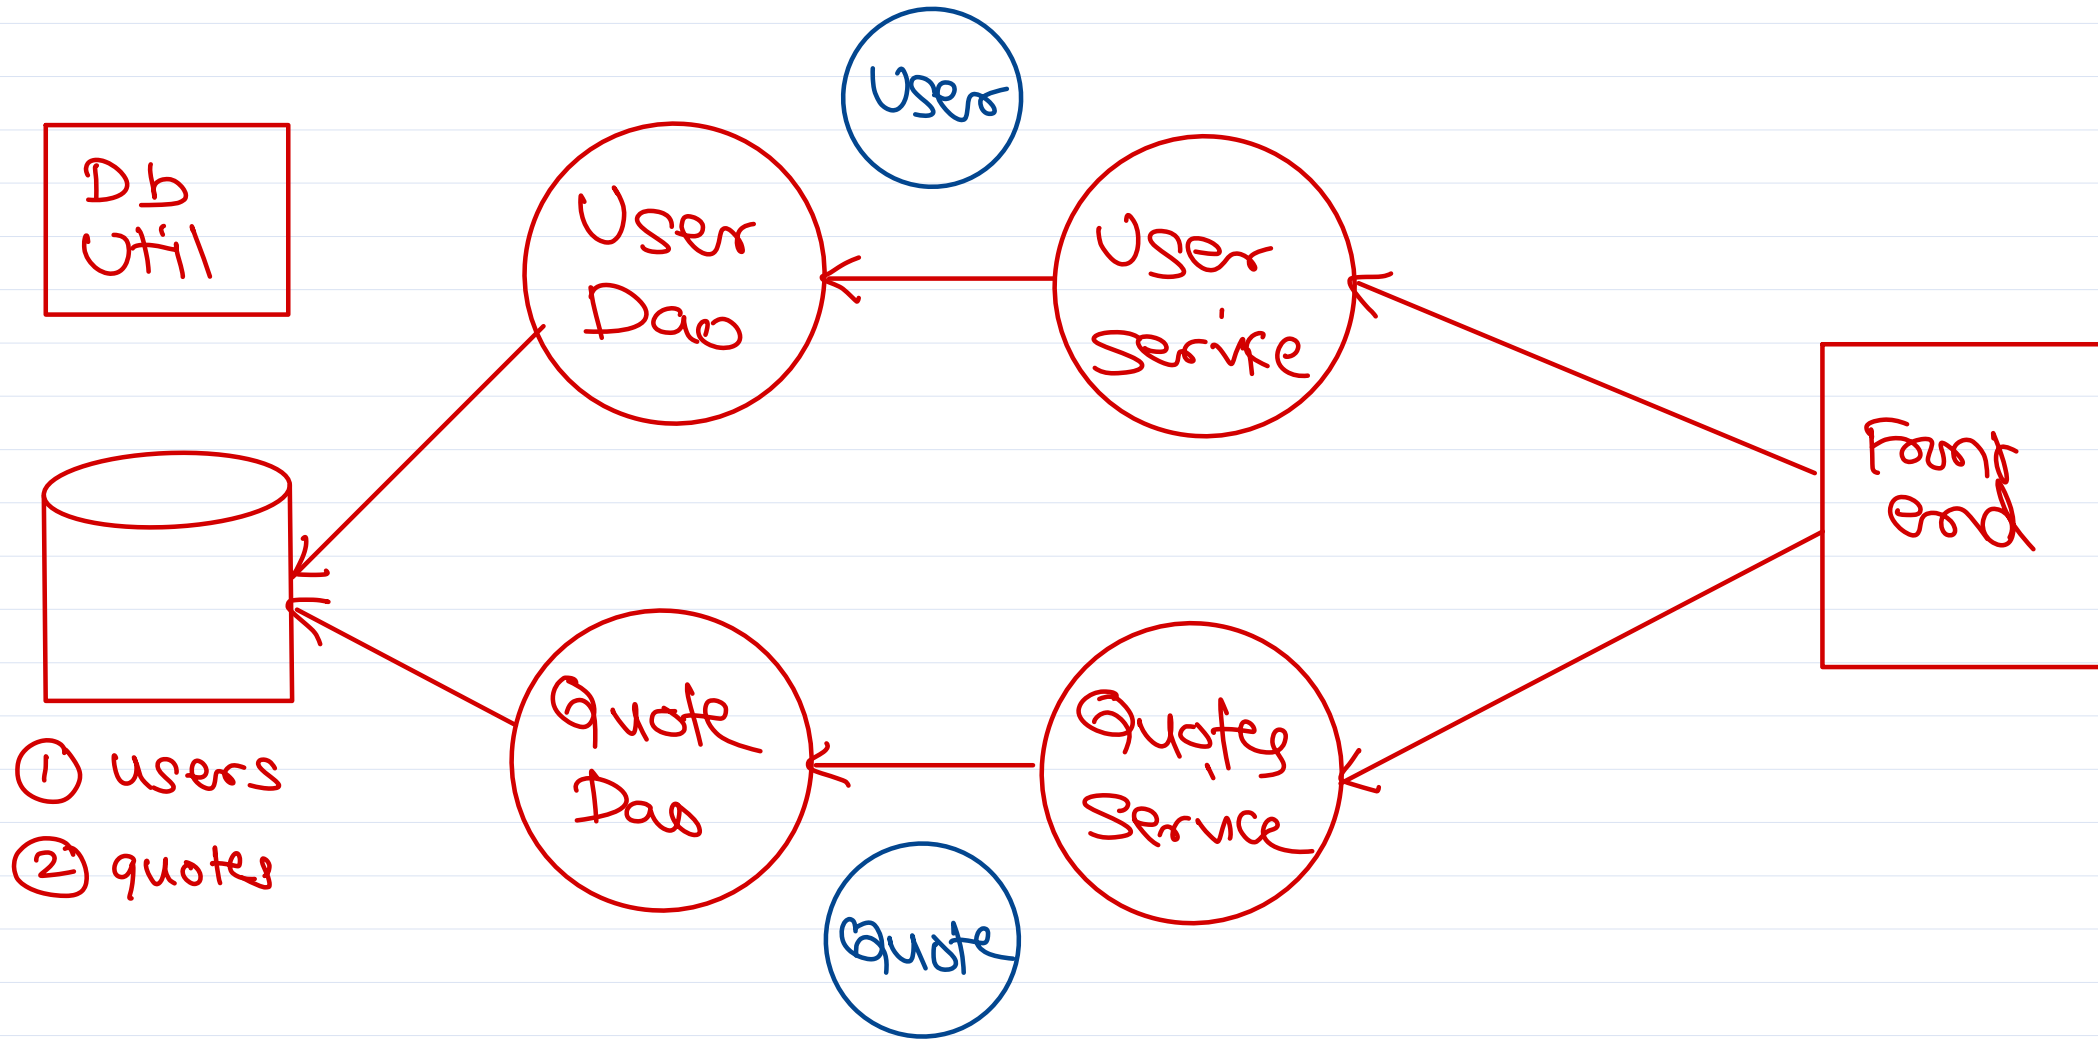 User
Db
Util
User
Dao
User
Service
Front
end
Quote
Dao
Quotes
Service
① users
② quotes
Quote